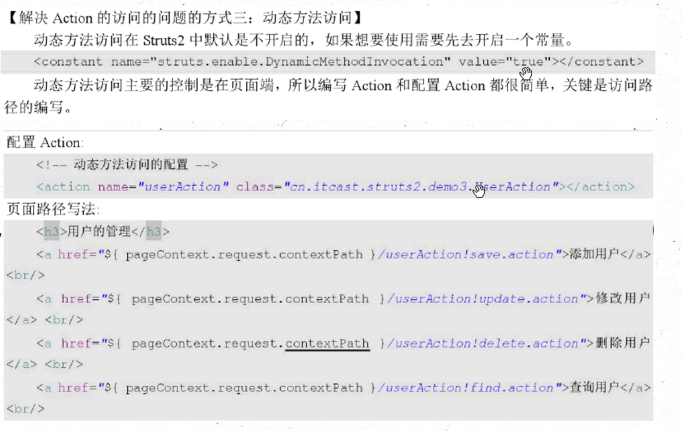 【解决 Action 的访问的问题的方式三：动态方法访问】
动态方法访问在 Struts2 中默认是不开启的，如果想要使用需要先去开启一个常量。
<constant name="struts.enable.DynamicMethodInvocation" value="true"></constant>
动态方法访问主要的控制是在页面端，所以编写 Action 和配置 Action 都很简单，关键是访问路
径的编写。
配置 Action:
<!-- 动态方法访问的配置 -->
<action name="userAction" class="cn.itcast.struts2.demo3.UserAction"></action>
页面路径写法:
<h3>用户的管理</h3>
<a href="${ pageContext.request.contextPath }/userAction!save.action">添加用户</a>
<br/>
<a href="${ pageContext.request.contextPath }/userAction!update.action">修改用户
</a> <br/>
<a href="${ pageContext.request.contextPath }/userAction!delete.action">删除用户
</a> <br/>
<a href="${ pageContext.request.contextPath }/userAction!find.action">查询用户</a>
<br/>